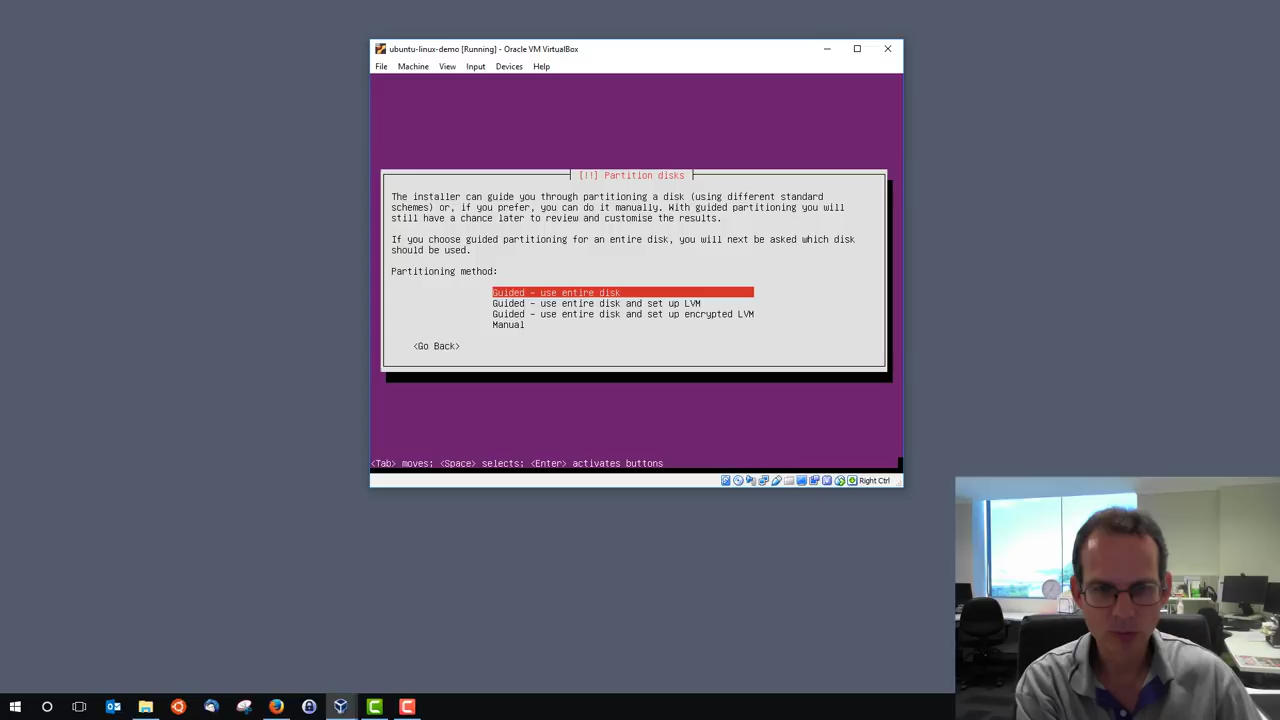 ubuntu-linux-demo [Running] - Oracle VM VirtualBox
File Machine View Input Devices Help
[!!] Partition disks
The installer can guide you through partitioning a disk (using different standard
schemes) or, if you prefer, you can do it manually. With guided partitioning you will
still have a chance later to review and customise the results.
If you choose guided partitioning for an entire disk, you will next be asked which disk
should be used.
Partitioning method:
Guided - use entire disk
Guided - use entire disk and set up LVM
Guided - use entire disk and set up encrypted LVM
Manual
<Go Back>
<Tab> moves; <Space> selects; <Enter> activates buttons
Right Ctrl